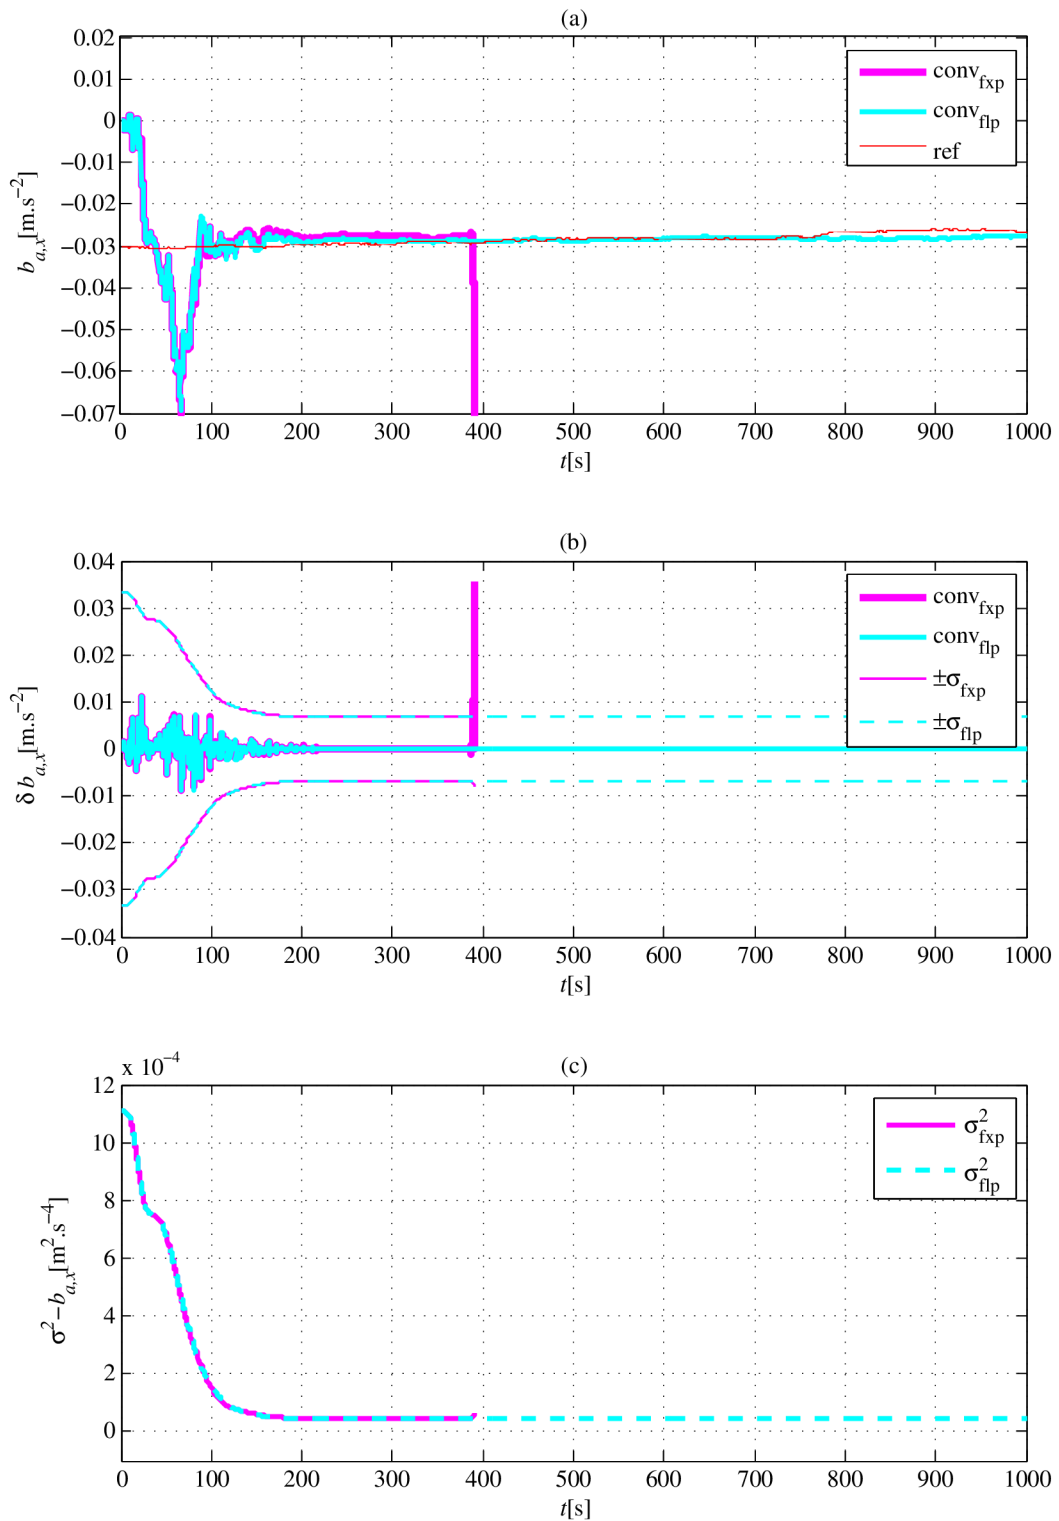 (a)
0.02
0.01
0
−0.01
−0.02
−0.03
−0.04
−0.05
−0.06
−0.07
b_{a,x}[m.s^{−2}]
conv_{fxp}
conv_{flp}
ref
0 100 200 300 400 500 600 700 800 900 1000
t[s]
(b)
0.04
0.03
0.02
0.01
0
−0.01
−0.02
−0.03
−0.04
δ b_{a,x}[m.s^{−2}]
conv_{fxp}
conv_{flp}
±σ_{fxp}
±σ_{flp}
0 100 200 300 400 500 600 700 800 900 1000
t[s]
(c)
x 10^{−4}
12
10
8
6
4
2
0
σ^{2}−b_{a,x}[m^{2}.s^{−4}]
σ^{2}_{fxp}
σ^{2}_{flp}
0 100 200 300 400 500 600 700 800 900 1000
t[s]